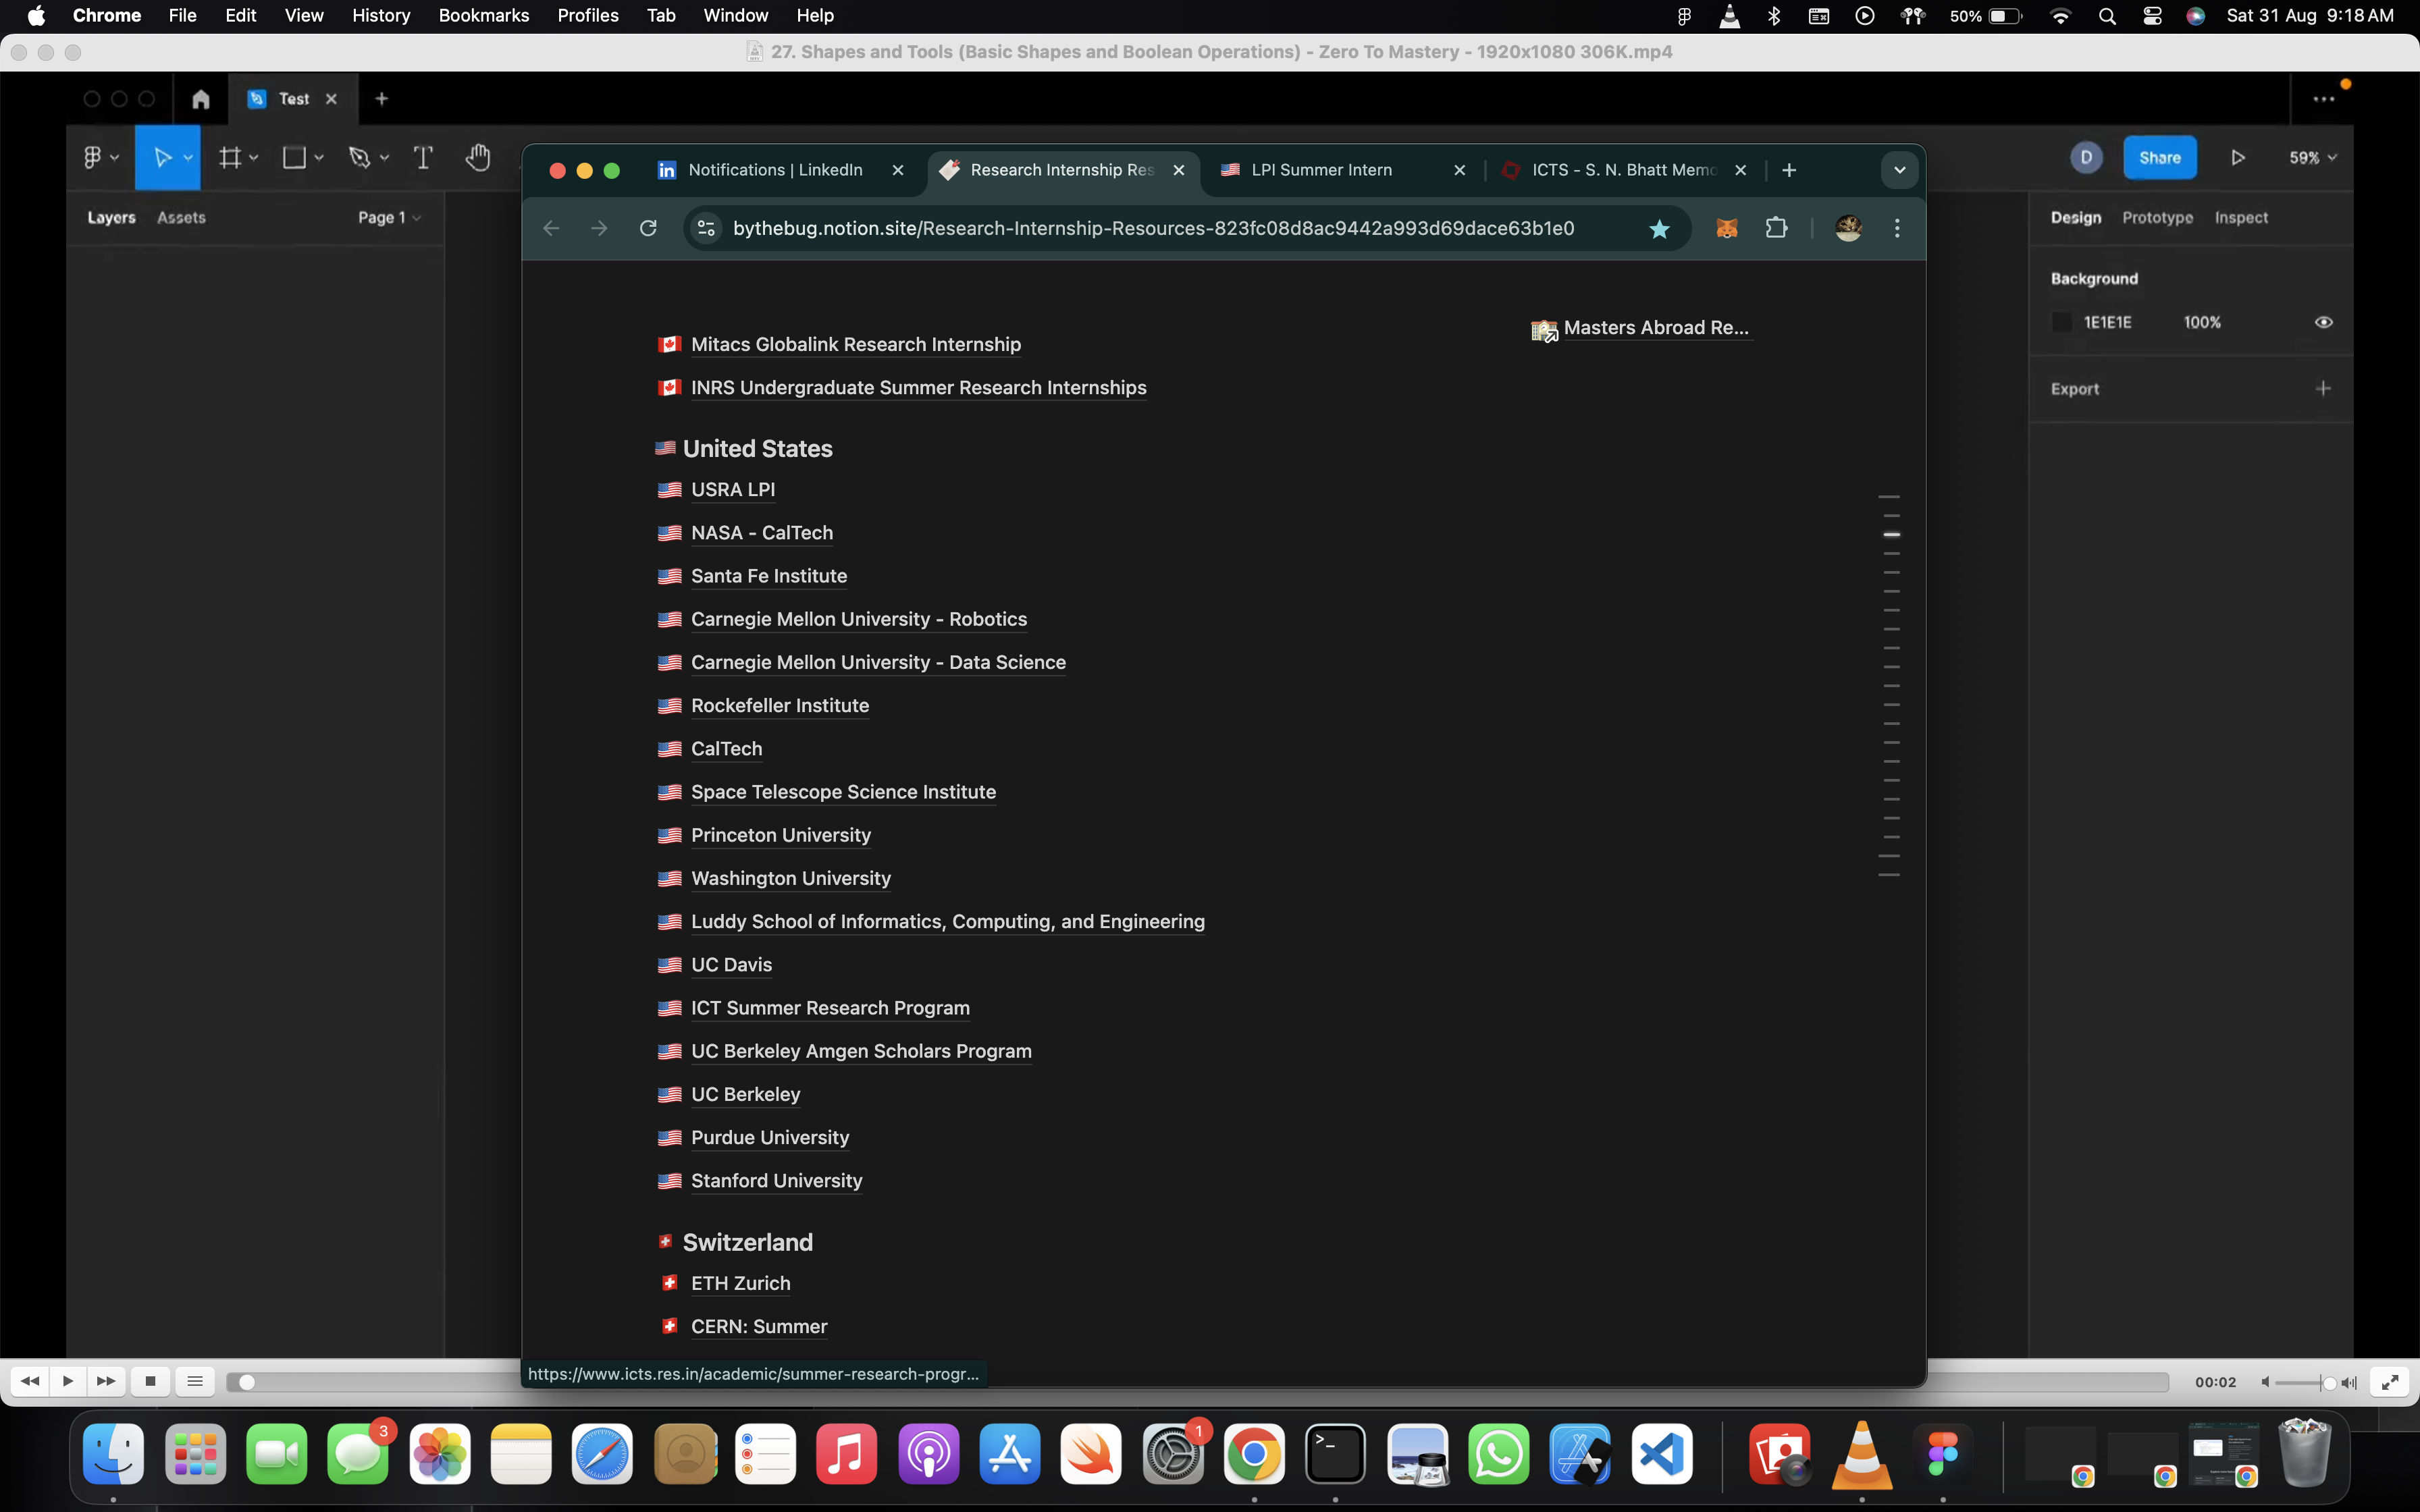 Chrome File Edit View History Bookmarks Profiles Tab Window Help 50% Sat 31 Aug 9:18 AM
27. Shapes and Tools (Basic Shapes and Boolean Operations) - Zero To Mastery - 1920x1080 306K.mp4
Test
D Share 59%
Notifications | LinkedIn Research Internship Res LPI Summer Intern ICTS - S. N. Bhatt Memo
Layers Assets Page 1
Design Prototype Inspect
bythebug.notion.site/Research-Internship-Resources-823fc08d8ac9442a993d69dace63b1e0
Background
1E1E1E 100%
Export
Masters Abroad Re...
Mitacs Globalink Research Internship
INRS Undergraduate Summer Research Internships
United States
USRA LPI
NASA - CalTech
Santa Fe Institute
Carnegie Mellon University - Robotics
Carnegie Mellon University - Data Science
Rockefeller Institute
CalTech
Space Telescope Science Institute
Princeton University
Washington University
Luddy School of Informatics, Computing, and Engineering
UC Davis
ICT Summer Research Program
UC Berkeley Amgen Scholars Program
UC Berkeley
Purdue University
Stanford University
Switzerland
ETH Zurich
CERN: Summer
https://www.icts.res.in/academic/summer-research-progr...
00:02
3
1